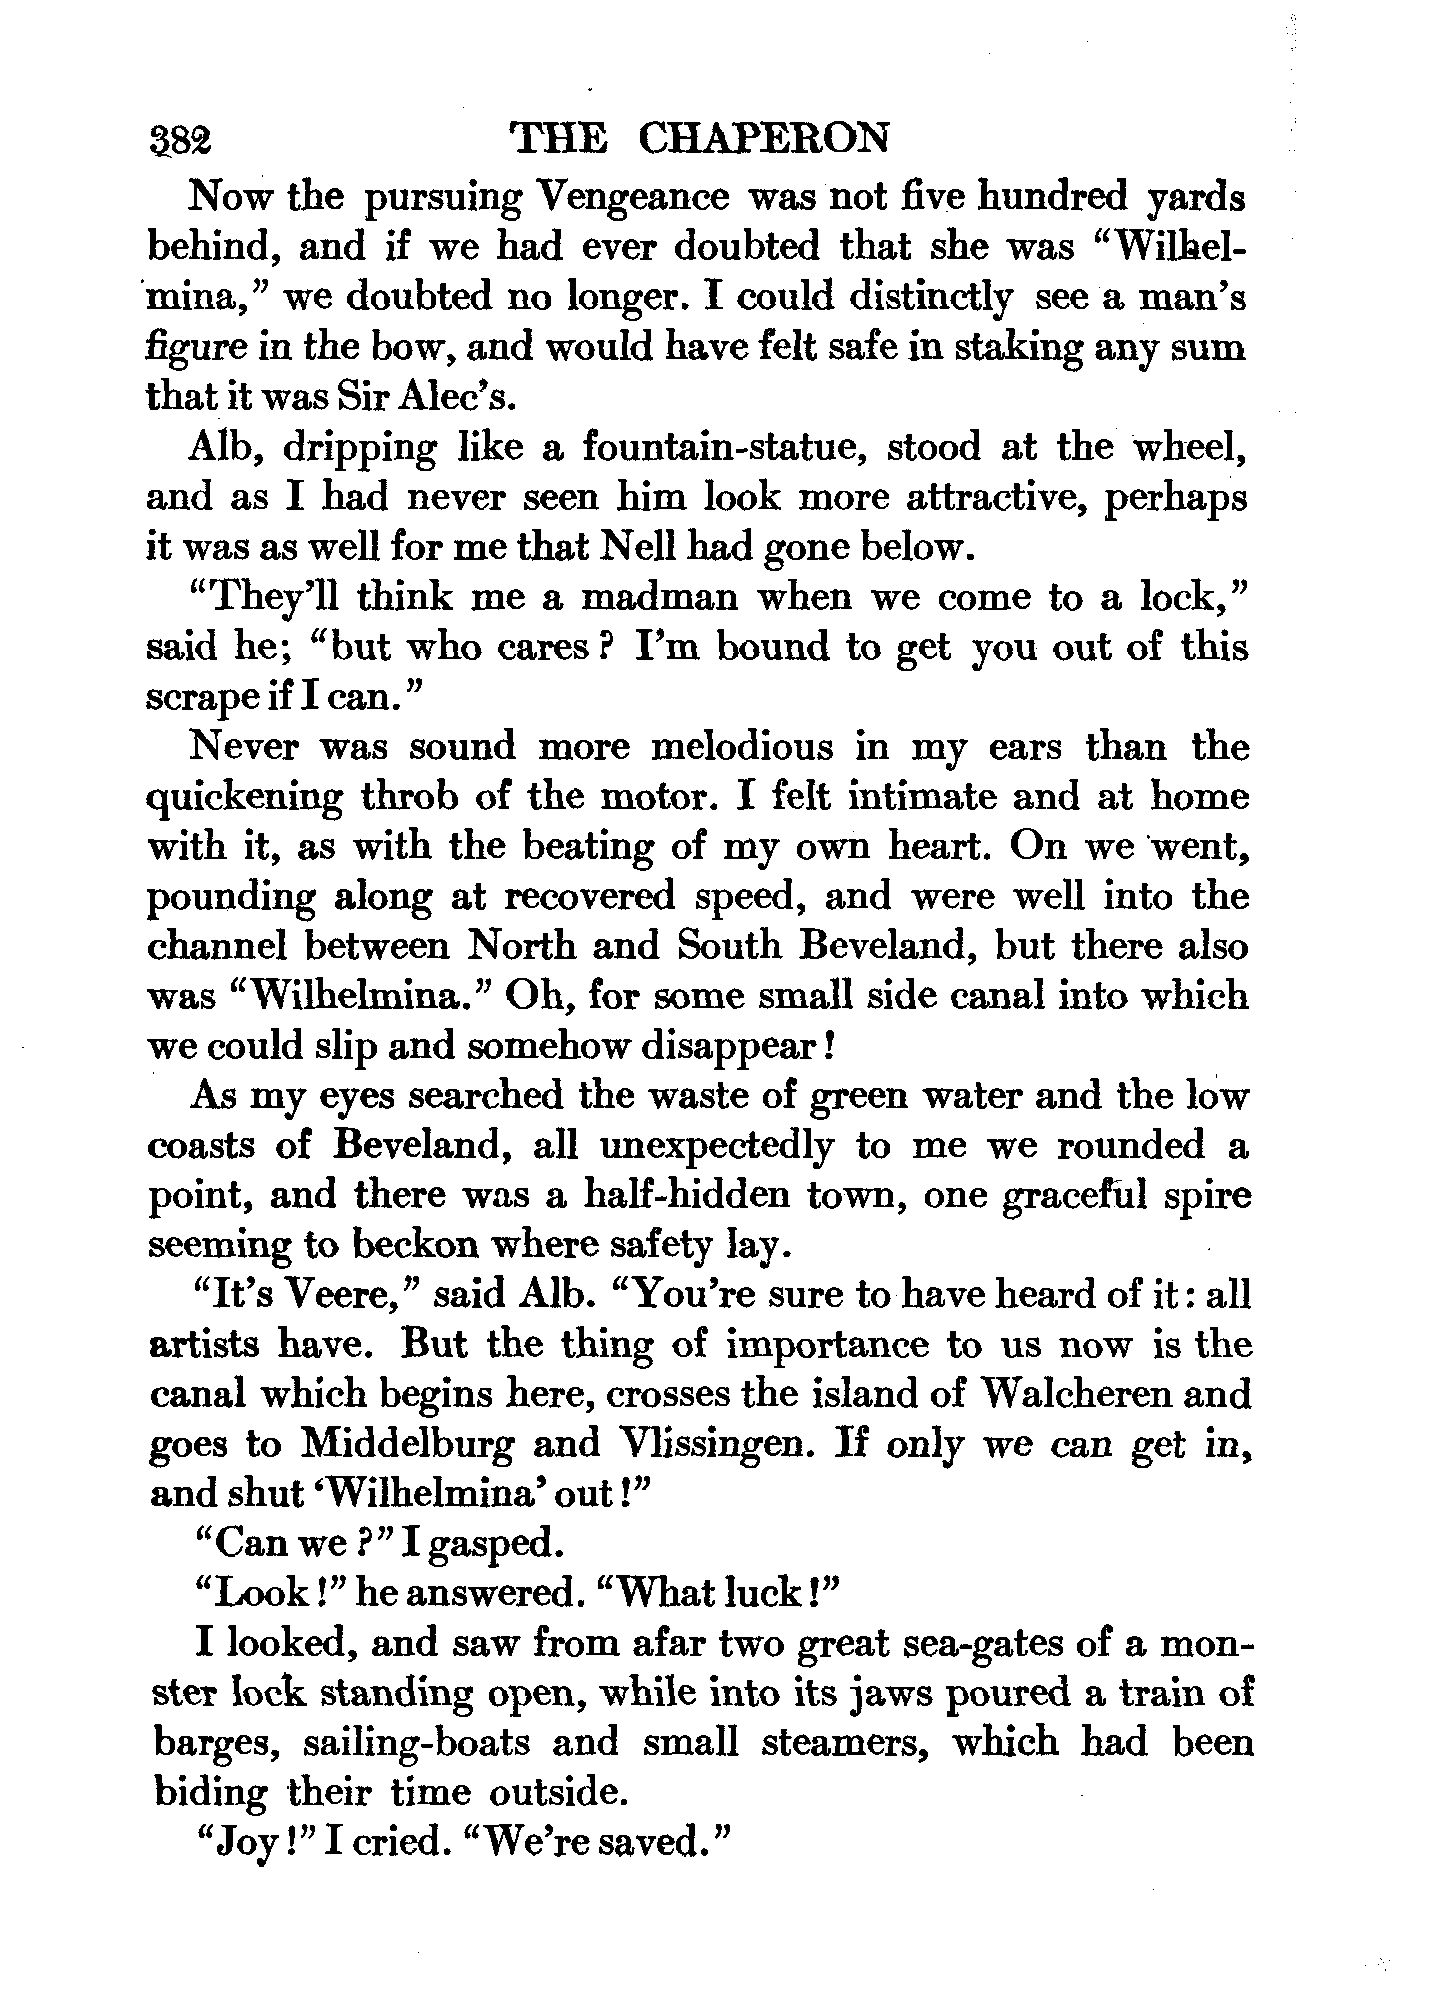 382 THE CHAPERON
Now the pursuing Vengeance was not five hundred yards
behind, and if we had ever doubted that she was “Wilhel-
mina,” we doubted no longer. I could distinctly see a man’s
figure in the bow, and would have felt safe in staking any sum
that it was Sir Alec’s.
Alb, dripping like a fountain-statue, stood at the wheel,
and as I had never seen him look more attractive, perhaps
it was as well for me that Nell had gone below.
“They’ll think me a madman when we come to a lock,”
said he; “but who cares? I’m bound to get you out of this
scrape if I can.”
Never was sound more melodious in my ears than the
quickening throb of the motor. I felt intimate and at home
with it, as with the beating of my own heart. On we went,
pounding along at recovered speed, and were well into the
channel between North and South Beveland, but there also
was “Wilhelmina.” Oh, for some small side canal into which
we could slip and somehow disappear!
As my eyes searched the waste of green water and the low
coasts of Beveland, all unexpectedly to me we rounded a
point, and there was a half-hidden town, one graceful spire
seeming to beckon where safety lay.
“It’s Veere,” said Alb. “You’re sure to have heard of it: all
artists have. But the thing of importance to us now is the
canal which begins here, crosses the island of Walcheren and
goes to Middelburg and Vlissingen. If only we can get in,
and shut ‘Wilhelmina’ out!”
“Can we?” I gasped.
“Look!” he answered. “What luck!”
I looked, and saw from afar two great sea-gates of a mon-
ster lock standing open, while into its jaws poured a train of
barges, sailing-boats and small steamers, which had been
biding their time outside.
“Joy!” I cried. “We’re saved.”